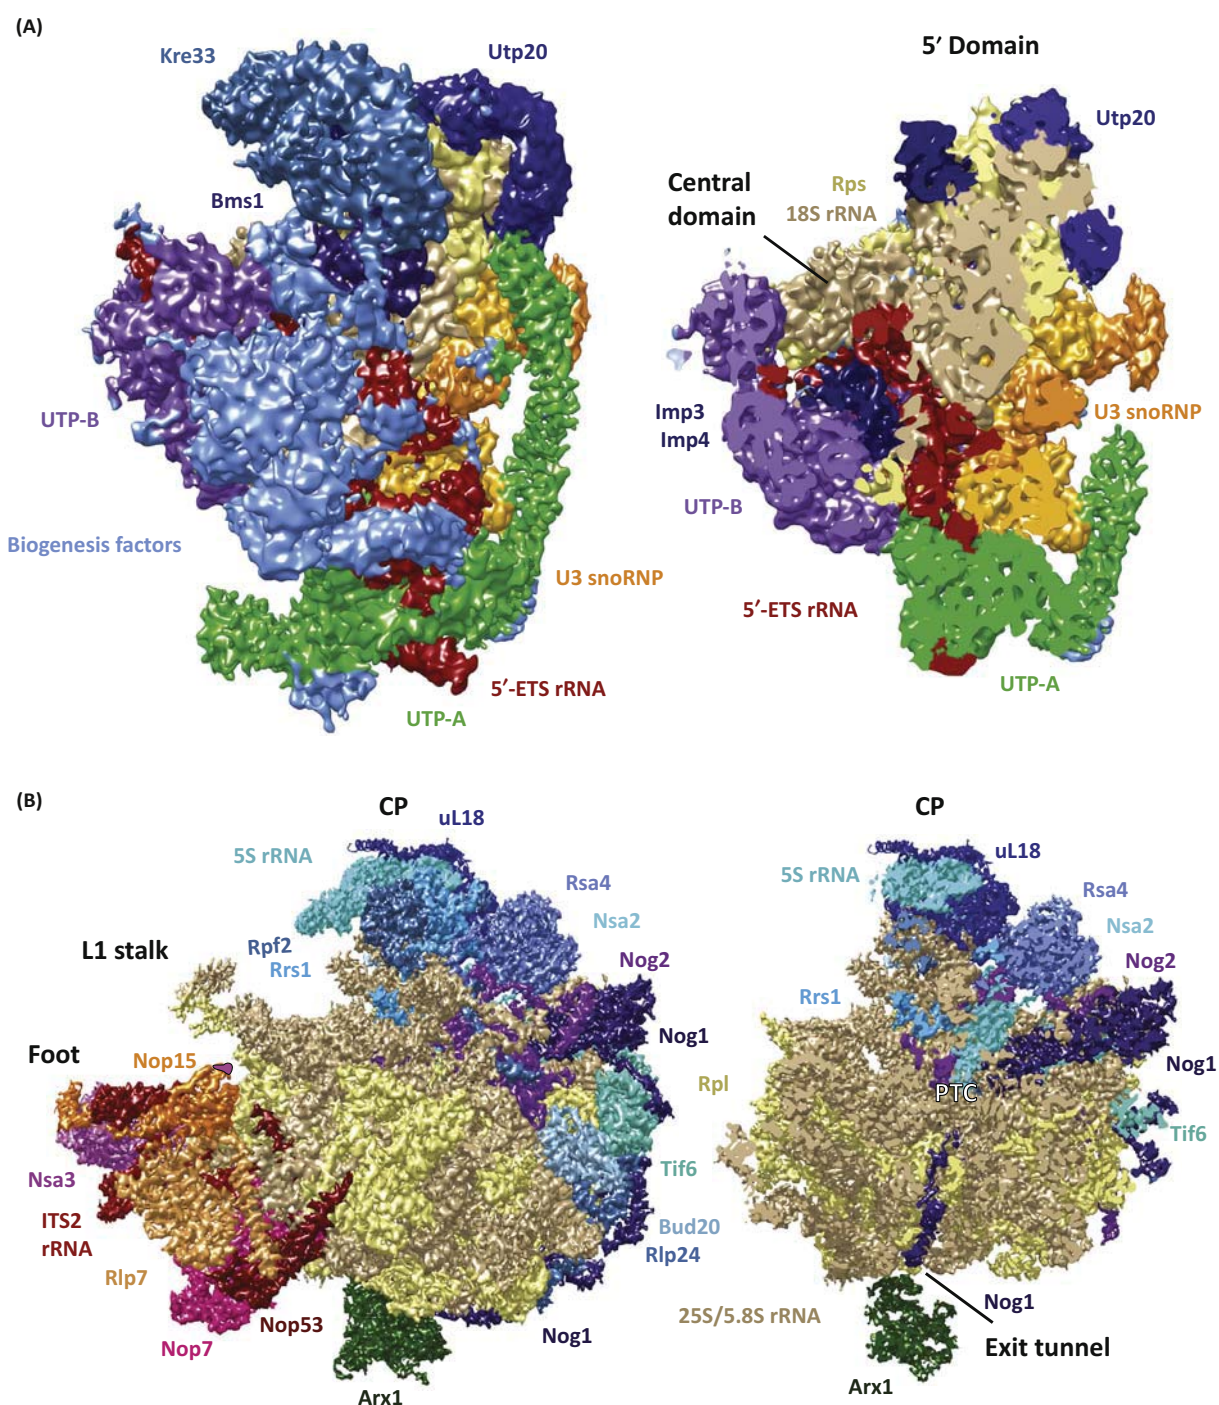 (A)
Kre33
Utp20
Bms1
UTP-B
Biogenesis factors
U3 snoRNP
5′-ETS rRNA
UTP-A
5′ Domain
Utp20
Central
domain
Rps
18S rRNA
Imp3
Imp4
U3 snoRNP
UTP-B
5′-ETS rRNA
UTP-A
(B)
CP
uL18
5S rRNA
Rsa4
Nsa2
L1 stalk
Rpf2
Rrs1
Nog2
Nog1
Foot
Nop15
Nsa3
ITS2
rRNA
Rlp7
Nop7
Nop53
Arx1
Tif6
Bud20
Rlp24
Nog1
CP
uL18
5S rRNA
Rsa4
Nsa2
Nog2
Rrs1
Nog1
Rpl
PTC
Tif6
25S/5.8S rRNA
Nog1
Exit tunnel
Arx1